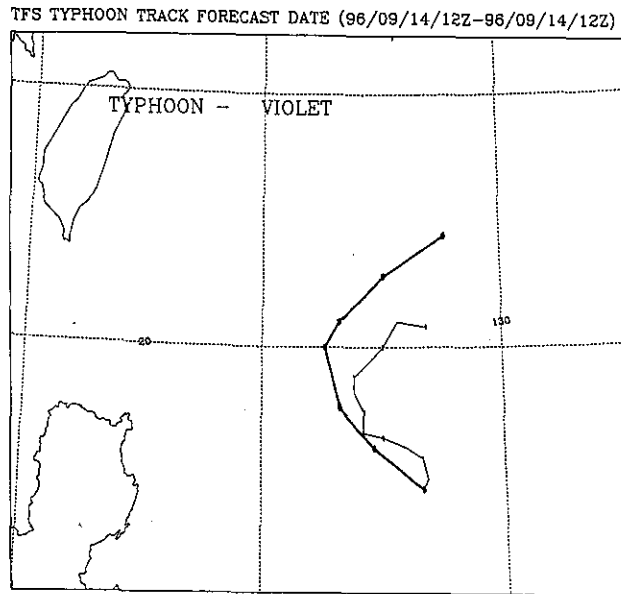 TFS TYPHOON TRACK FORECAST DATE (96/09/14/12Z-96/09/14/12Z)
TYPHOON - VIOLET
130
20